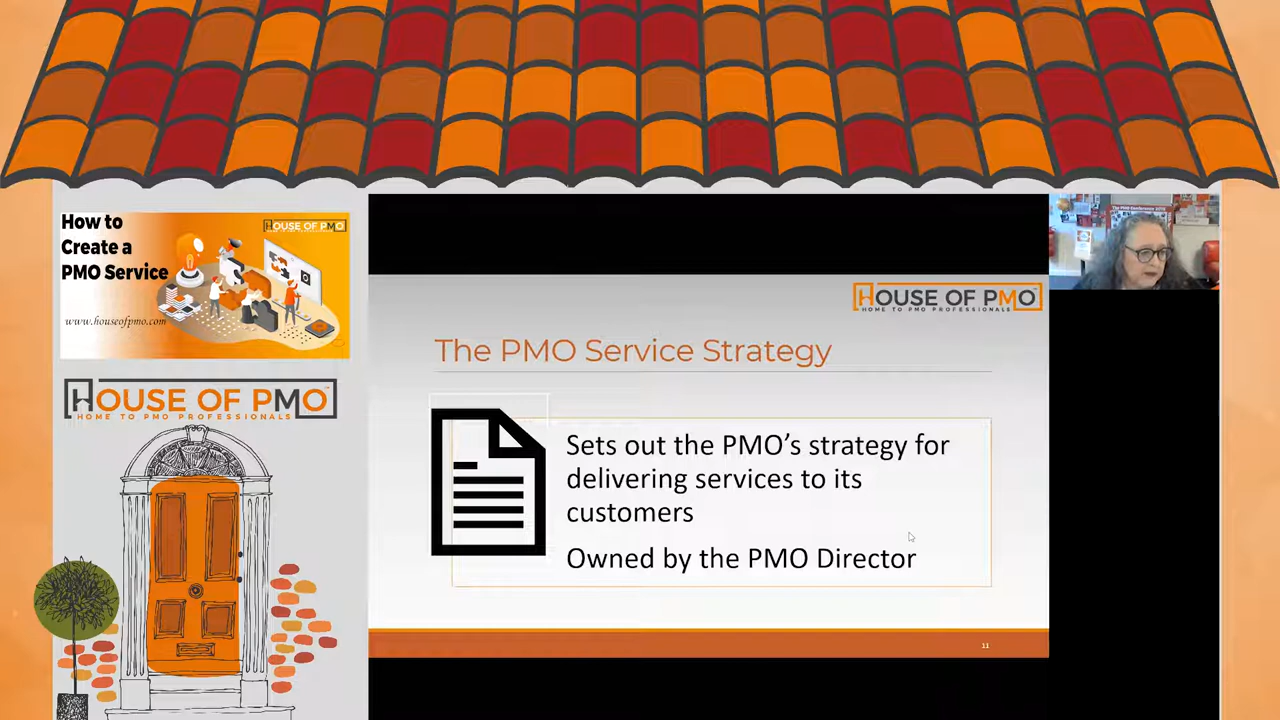 How to
Create a
PMO Service
HOUSE OF PMO
www.houseofpmo.com
HOUSE OF PMO
HOME TO PMO PROFESSIONALS
HOUSE OF PMO
HOME TO PMO PROFESSIONALS
The PMO Service Strategy
Sets out the PMO’s strategy for
delivering services to its
customers
Owned by the PMO Director
11